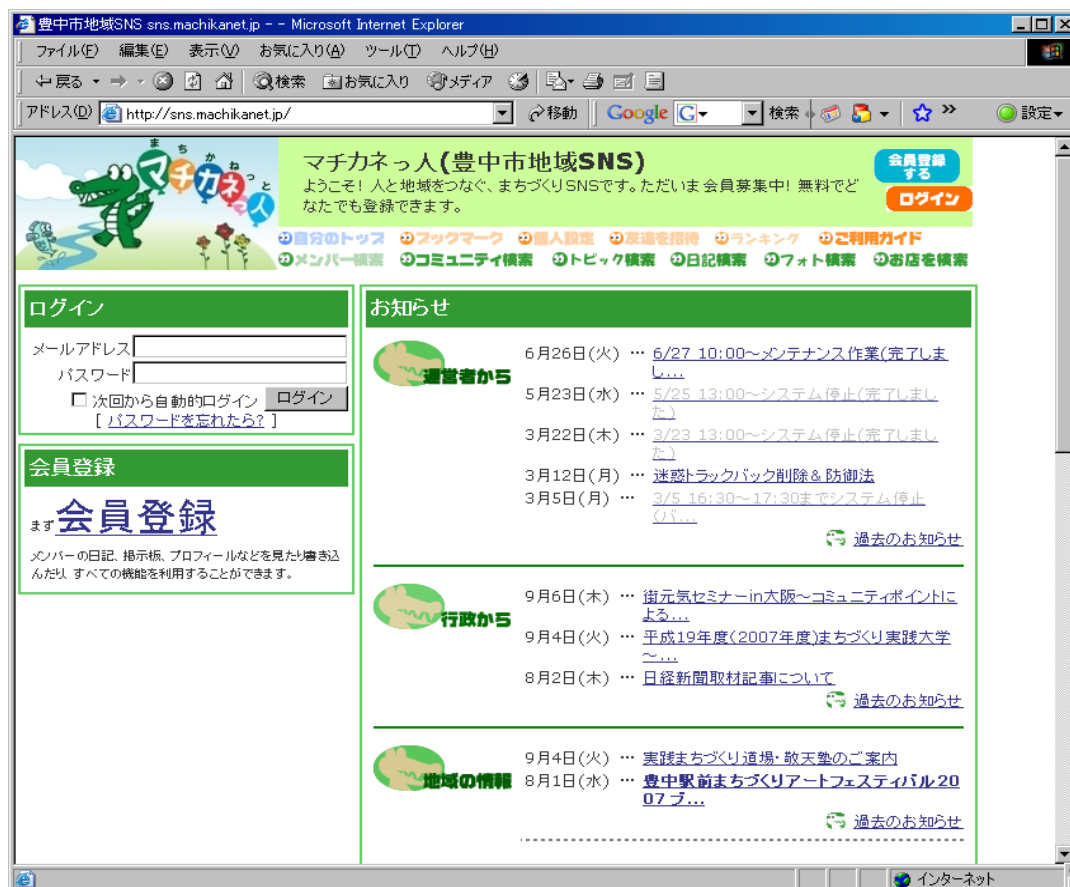 豊中市地域SNS sns.machikanet.jp - - Microsoft Internet Explorer
ファイル(F) 編集(E) 表示(V) お気に入り(A) ツール(T) ヘルプ(H)
戻る 検索 お気に入り メディア
アドレス(D) http://sns.machikanet.jp/ 移動 Google G 検索 設定
マチカネっ人
まちかねっと
マチカネっ人(豊中市地域SNS)
ようこそ! 人と地域をつなぐ、まちづくりSNSです。ただいま会員募集中! 無料でど
なたでも登録できます。
会員登録
する
ログイン
自分のトップス ブックマーク 個人設定 友達を招待 ランキング ご利用ガイド
メンバー検索 コミュニティ検索 トピック検索 日記検索 フォト検索 お店を検索
ログイン
メールアドレス
パスワード
次回から自動的ログイン ログイン
[ パスワードを忘れたら? ]
会員登録
まず会員登録
メンバーの日記、掲示板、プロフィールなどを見たり書き込
んだり、すべての機能を利用することができます。
お知らせ
運営者から
6月26日(火) … 6/27 10:00~メンテナンス作業(完了しま
し...
5月23日(水) … 5/25 13:00~システム停止(完了しまし
た)
3月22日(木) … 3/23 13:00~システム停止(完了しまし
た)
3月12日(月) … 迷惑トラックバック削除&防御法
3月5日(月) … 3/5 16:30~17:30までシステム停止
(バ...
過去のお知らせ
行政から
9月6日(木) … 街元気セミナーin大阪~コミュニティポイントに
よる...
9月4日(火) … 平成19年度(2007年度)まちづくり実践大学
~...
8月2日(木) … 日経新聞取材記事について
過去のお知らせ
地域の情報
9月4日(火) … 実践まちづくり道場・敬天塾のご案内
8月1日(水) … 豊中駅前まちづくりアートフェスティバル20
07 ブ...
過去のお知らせ
インターネット